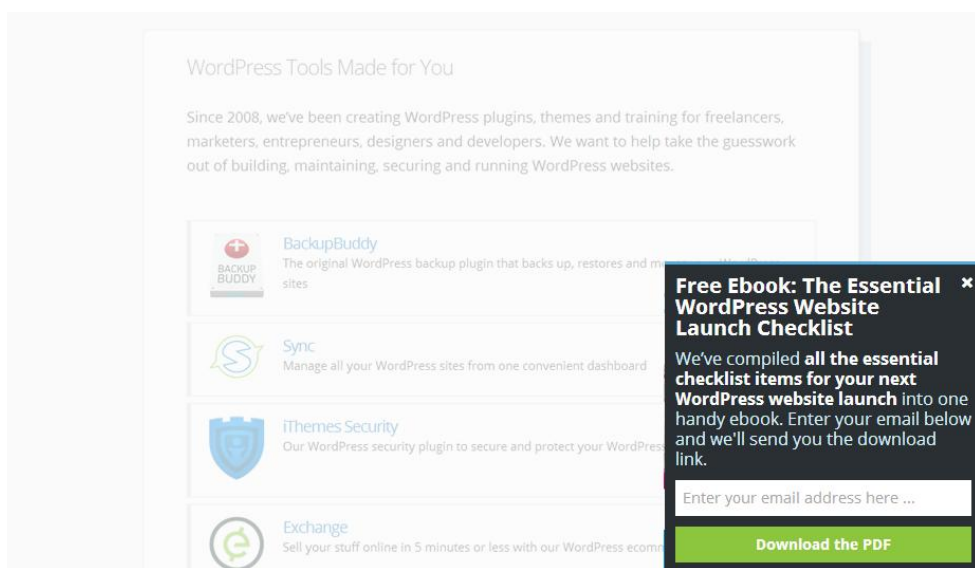 WordPress Tools Made for You
Since 2008, we've been creating WordPress plugins, themes and training for freelancers,
marketers, entrepreneurs, designers and developers. We want to help take the guesswork
out of building, maintaining, securing and running WordPress websites.
BACKUP
BUDDY
BackupBuddy
The original WordPress backup plugin that backs up, restores and
sites
Sync
Manage all your WordPress sites from one convenient dashboard
iThemes Security
Our WordPress security plugin to secure and protect your WordPress
Exchange
Sell your stuff online in 5 minutes or less with our WordPress
Free Ebook: The Essential ×
WordPress Website
Launch Checklist
We've compiled all the essential
checklist items for your next
WordPress website launch into one
handy ebook. Enter your email below
and we'll send you the download
link.
Enter your email address here ...
Download the PDF